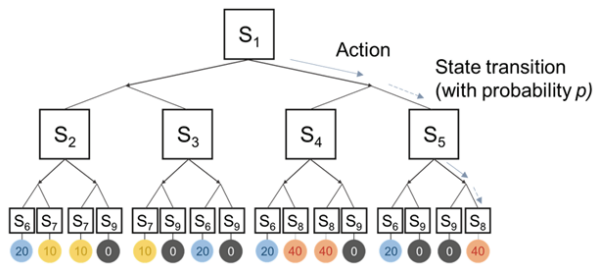 S1
Action
State transition
(with probability p)
S2 S3 S4 S5
S6 S7 S7 S9 S7 S9 S6 S9 S6 S8 S8 S9 S6 S9 S9 S8
20 10 10 0 10 0 20 0 20 40 40 0 20 0 0 40